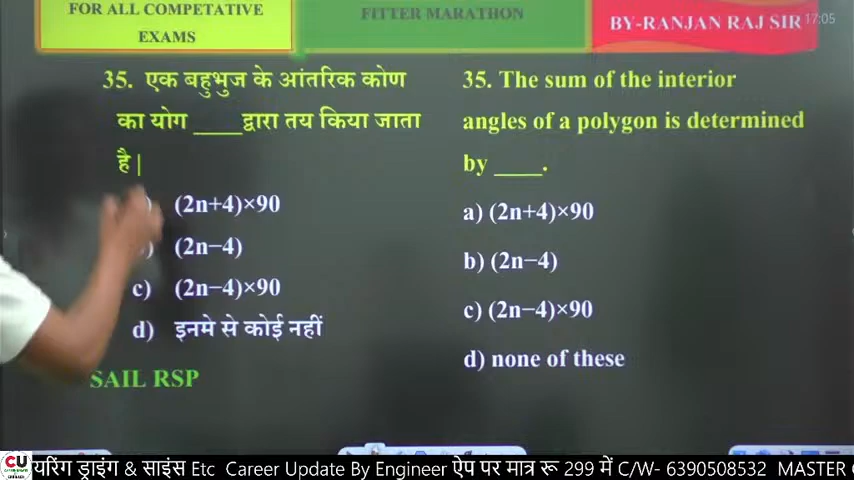 FOR ALL COMPETATIVE
EXAMS
FITTER MARATHON
BY-RANJAN RAJ SIR
17:05
35. एक बहुभुज के आंतरिक कोण
का योग ____द्वारा तय किया जाता
है|
(2n+4)×90
(2n−4)
c) (2n−4)×90
d) इनमे से कोई नहीं
SAIL RSP
35. The sum of the interior
angles of a polygon is determined
by ____.
a) (2n+4)×90
b) (2n−4)
c) (2n−4)×90
d) none of these
CU
यरिंग ड्राइंग & साइंस Etc Career Update By Engineer ऐप पर मात्र रू 299 में C/W- 6390508532 MASTER